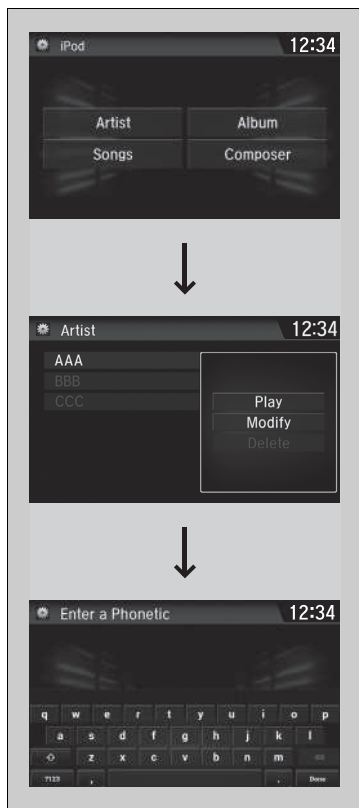 iPod 12:34
Artist Album
Songs Composer
Artist 12:34
AAA
BBB
CCC
Play
Modify
Delete
Enter a Phonetic 12:34
q w e r t y u i o p
a s d f g h j k l
z x c v b n m
?123 , . Done